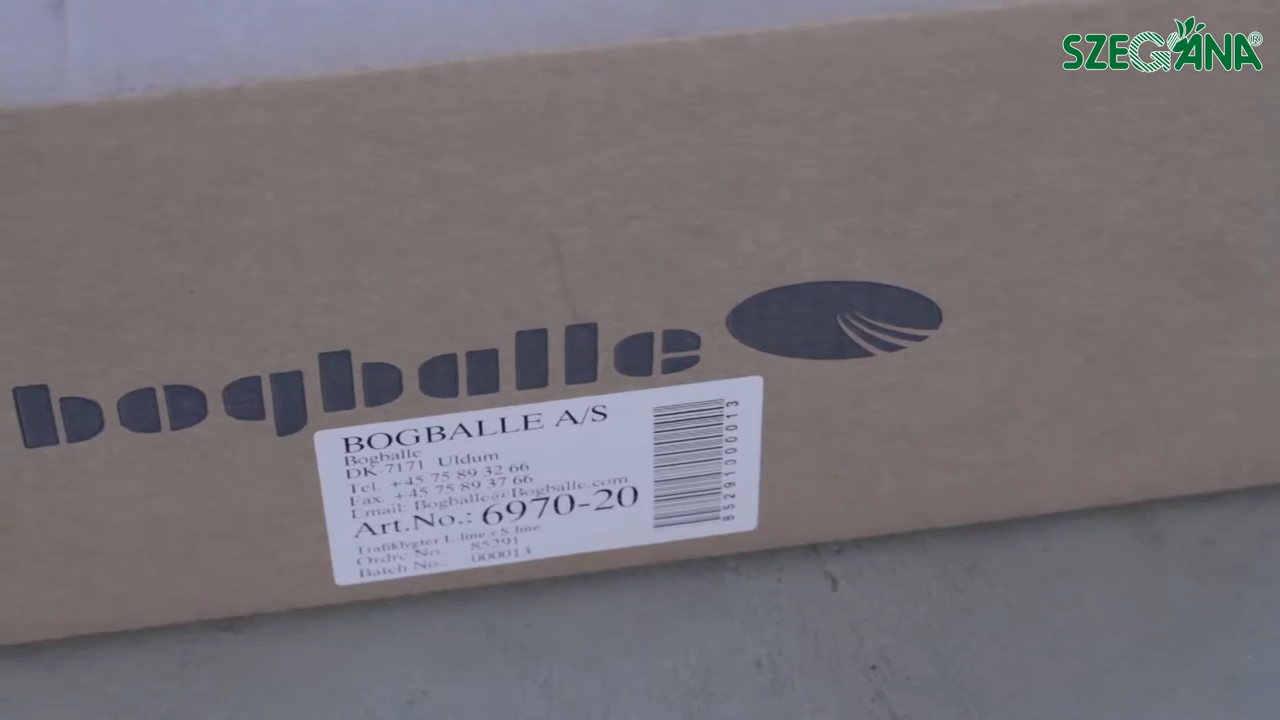 SZEGANA®
bogballe
BOGBALLE A/S
Bogballe
DK-7171 Uldum
Tel. +45 75 89 32 66
Fax. +45 75 89 37 66
Email: Bogballe@Bogballe.com
Art.No.: 6970-20
Trafiklygter L-line + S-line
Ordre No. 85291
Batch No. 000013
85291000013